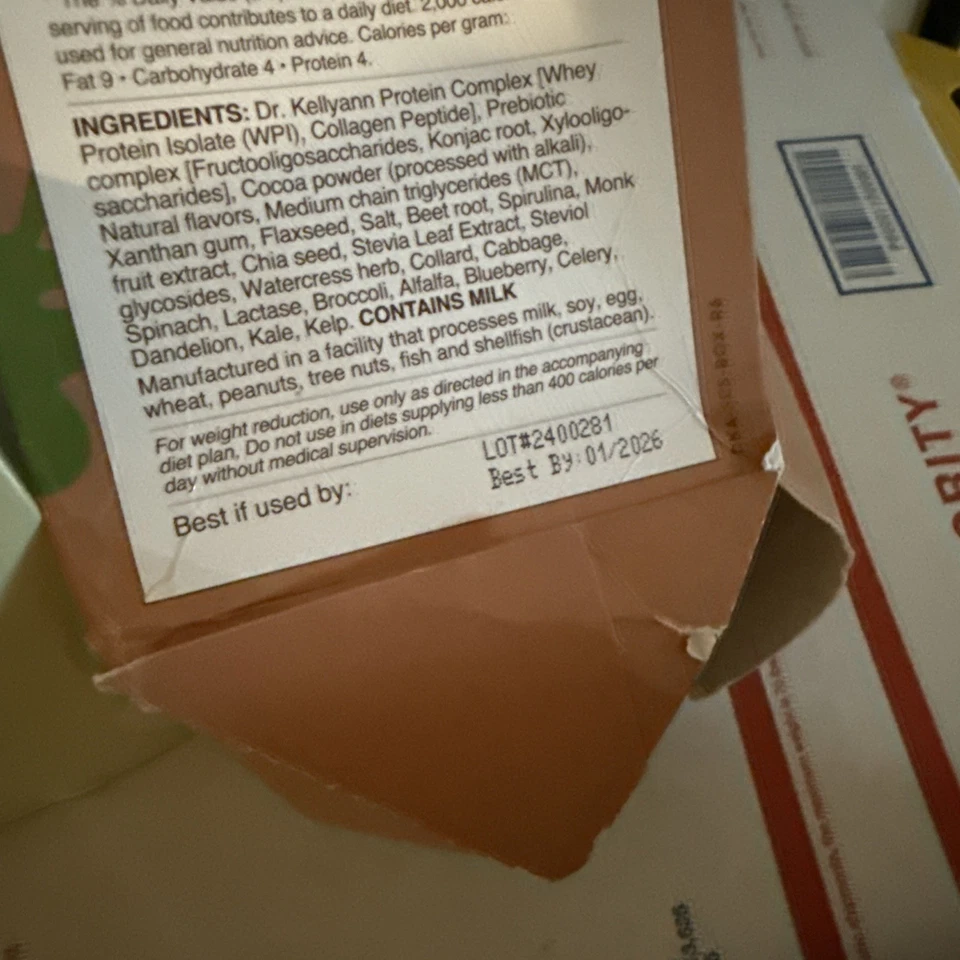 serving of food contributes to a daily diet. 2,000
used for general nutrition advice. Calories per gram:
Fat 9 • Carbohydrate 4 • Protein 4.
INGREDIENTS: Dr. Kellyann Protein Complex [Whey
Protein Isolate (WPI), Collagen Peptide], Prebiotic
complex [Fructooligosaccharides, Konjac root, Xylooligo-
saccharides], Cocoa powder (processed with alkali),
Natural flavors, Medium chain triglycerides (MCT),
Xanthan gum, Flaxseed, Salt, Beet root, Spirulina, Monk
fruit extract, Chia seed, Stevia Leaf Extract, Steviol
glycosides, Watercress herb, Collard, Cabbage,
Spinach, Lactase, Broccoli, Alfalfa, Blueberry, Celery,
Dandelion, Kale, Kelp. CONTAINS MILK
Manufactured in a facility that processes milk, soy, egg,
wheat, peanuts, tree nuts, fish and shellfish (crustacean).
For weight reduction, use only as directed in the accompanying
diet plan, Do not use in diets supplying less than 400 calories per
day without medical supervision.
LOT#2400281
Best if used by: Best By:01/2026